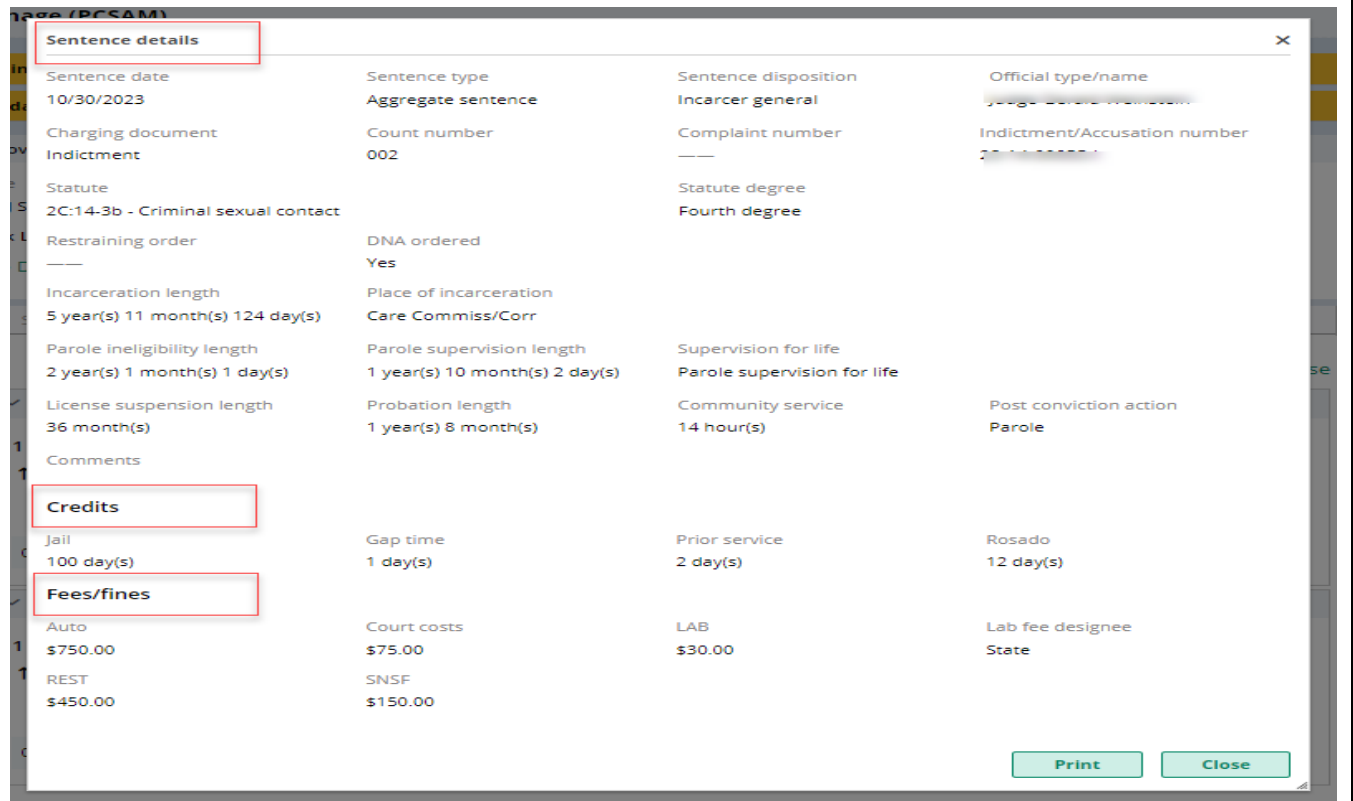 nage (PCSAM)
Sentence details ×
Sentence date Sentence type Sentence disposition Official type/name
10/30/2023 Aggregate sentence Incarcer general
Charging document Count number Complaint number Indictment/Accusation number
Indictment 002 ——
Statute Statute degree
2C:14-3b - Criminal sexual contact Fourth degree
Restraining order DNA ordered
—— Yes
Incarceration length Place of incarceration
5 year(s) 11 month(s) 124 day(s) Care Commiss/Corr
Parole ineligibility length Parole supervision length Supervision for life
2 year(s) 1 month(s) 1 day(s) 1 year(s) 10 month(s) 2 day(s) Parole supervision for life
License suspension length Probation length Community service Post conviction action
36 month(s) 1 year(s) 8 month(s) 14 hour(s) Parole
Comments
Credits
Jail Gap time Prior service Rosado
100 day(s) 1 day(s) 2 day(s) 12 day(s)
Fees/fines
Auto Court costs LAB Lab fee designee
$750.00 $75.00 $30.00 State
REST SNSF
$450.00 $150.00
Print Close